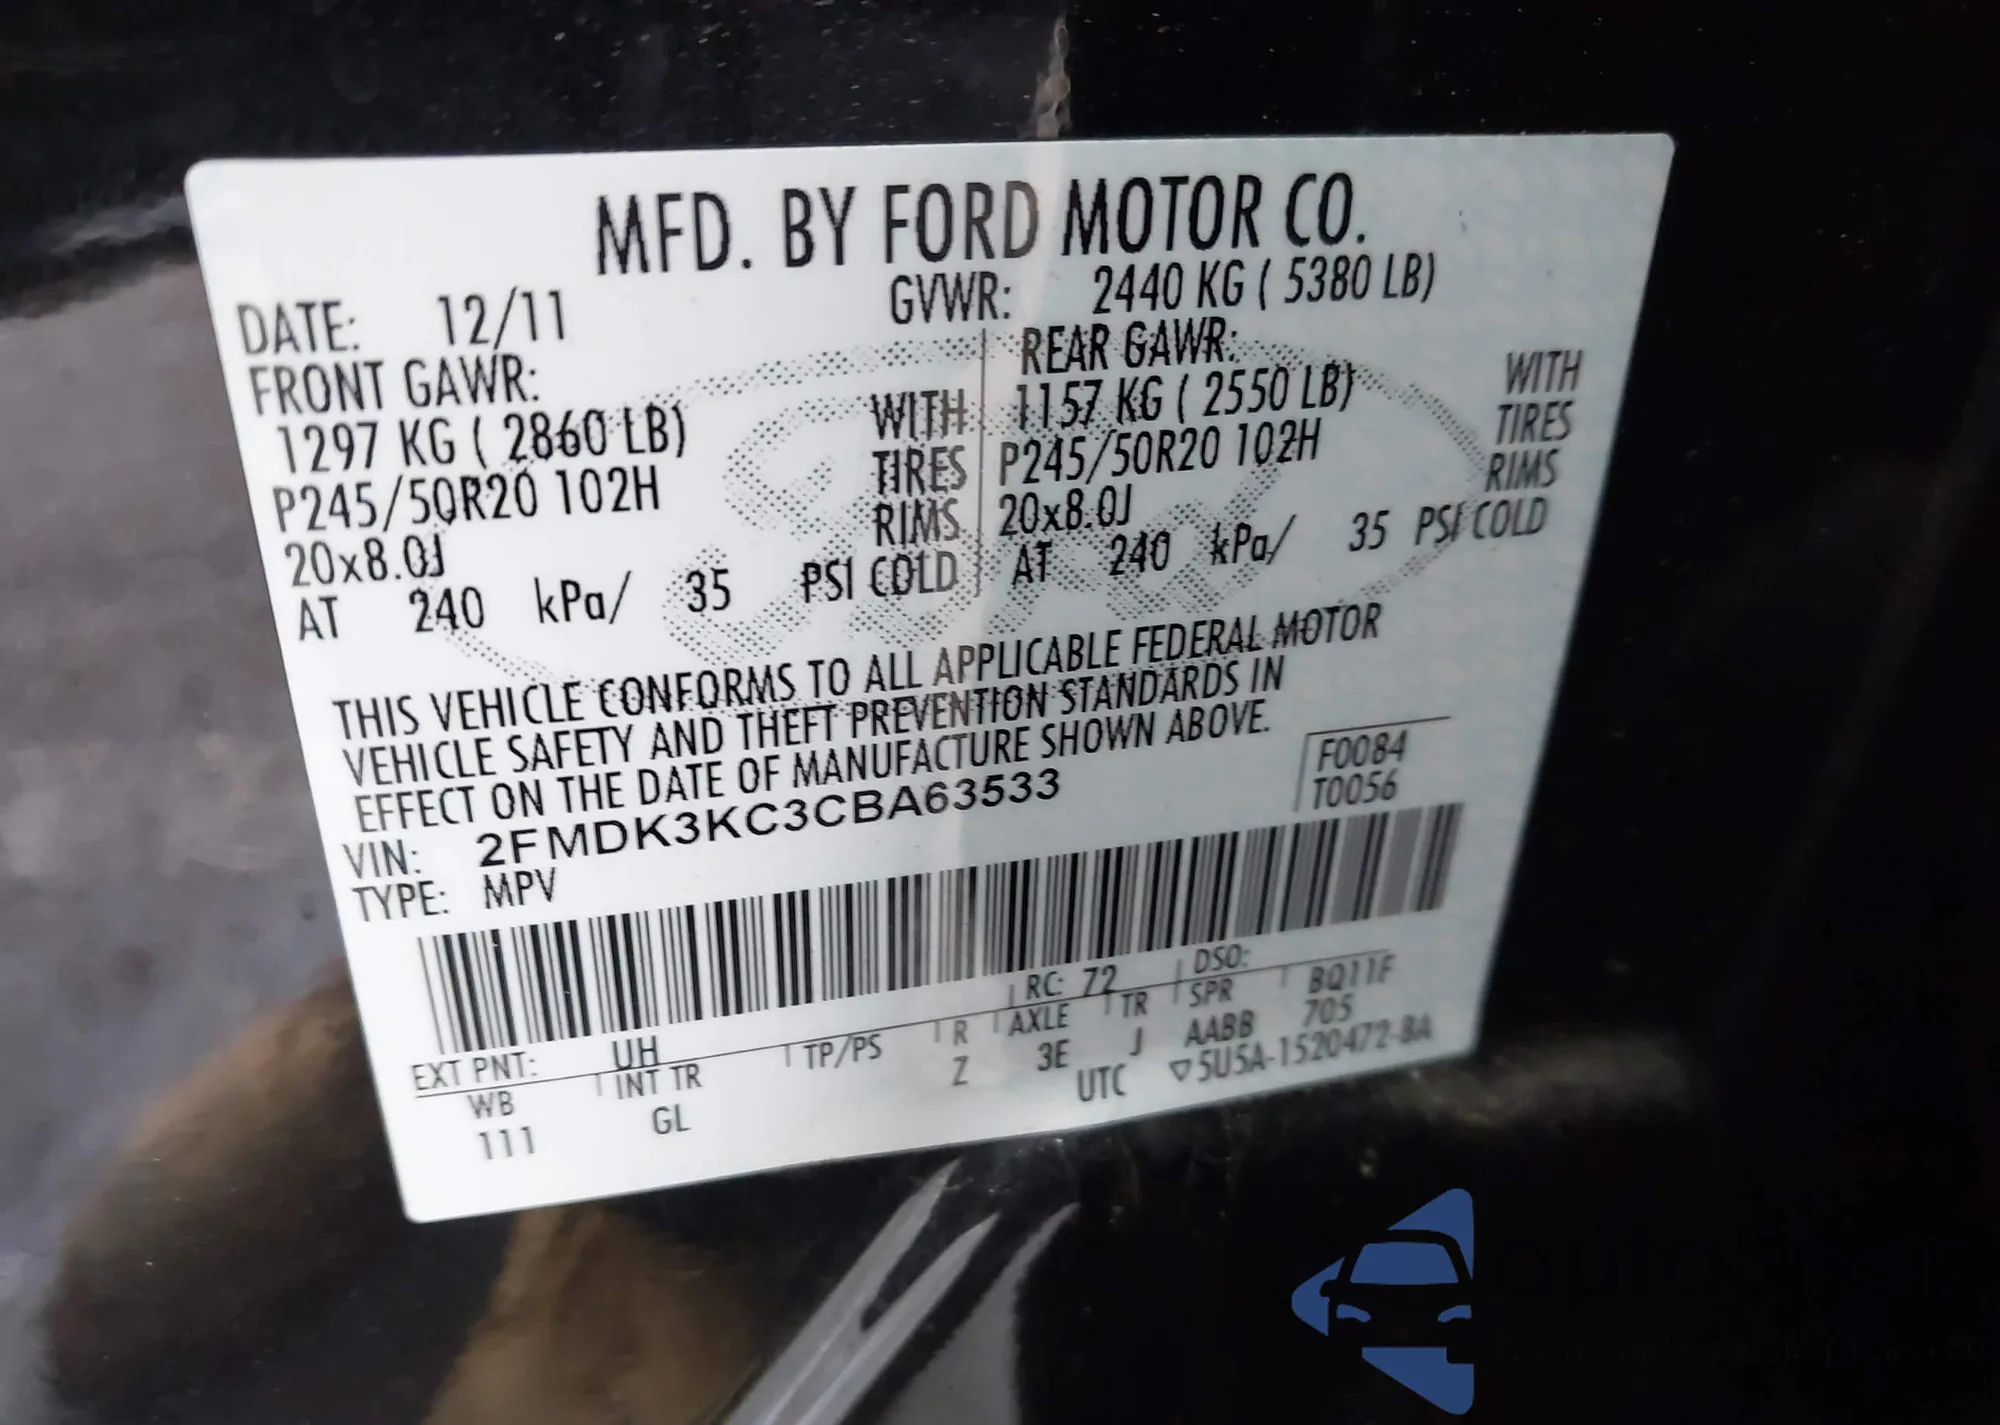 MFD. BY FORD MOTOR CO.
DATE: 12/11 GVWR: 2440 KG ( 5380 LB)
FRONT GAWR: REAR GAWR:
1297 KG ( 2860 LB) WITH 1157 KG ( 2550 LB) WITH
P245/50R20 102H TIRES P245/50R20 102H TIRES
20x8.0J RIMS 20x8.0J RIMS
AT 240 kPa/ 35 PSI COLD AT 240 kPa/ 35 PSI COLD
THIS VEHICLE CONFORMS TO ALL APPLICABLE FEDERAL MOTOR
VEHICLE SAFETY AND THEFT PREVENTION STANDARDS IN
EFFECT ON THE DATE OF MANUFACTURE SHOWN ABOVE.
VIN: 2FMDK3KC3CBA63533
TYPE: MPV
F0084
T0056
EXT PNT: UH RC: 72 DSO:
WB INT TR TP/PS R AXLE TR SPR BQ11F
111 GL Z 3E J AABB 705
UTC ▽5U5A-1520472-BA